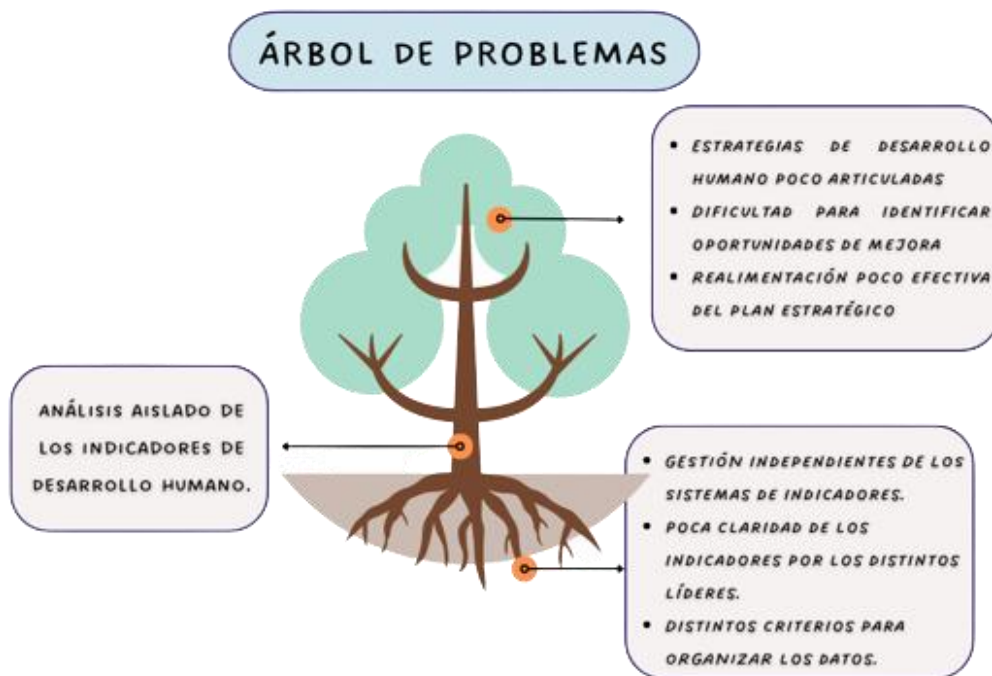 ÁRBOL DE PROBLEMAS
• ESTRATEGIAS DE DESARROLLO
HUMANO POCO ARTICULADAS
• DIFICULTAD PARA IDENTIFICAR
OPORTUNIDADES DE MEJORA
• REALIMENTACIÓN POCO EFECTIVA
DEL PLAN ESTRATÉGICO
ANÁLISIS AISLADO DE
LOS INDICADORES DE
DESARROLLO HUMANO.
• GESTIÓN INDEPENDIENTES DE LOS
SISTEMAS DE INDICADORES.
• POCA CLARIDAD DE LOS
INDICADORES POR LOS DISTINTOS
LÍDERES.
• DISTINTOS CRITERIOS PARA
ORGANIZAR LOS DATOS.